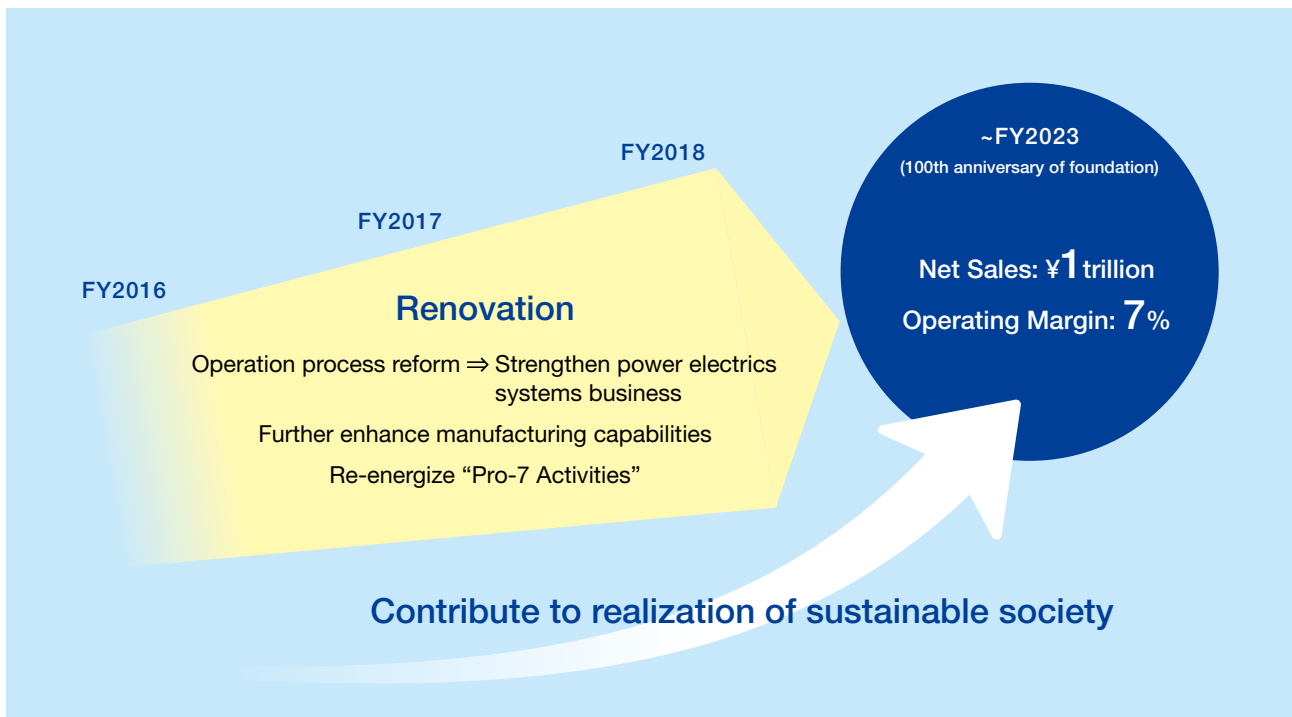 FY2016
FY2017
FY2018
Renovation
Operation process reform ⇒ Strengthen power electrics
systems business
Further enhance manufacturing capabilities
Re-energize “Pro-7 Activities”
~FY2023
(100th anniversary of foundation)
Net Sales: ¥1 trillion
Operating Margin: 7%
Contribute to realization of sustainable society